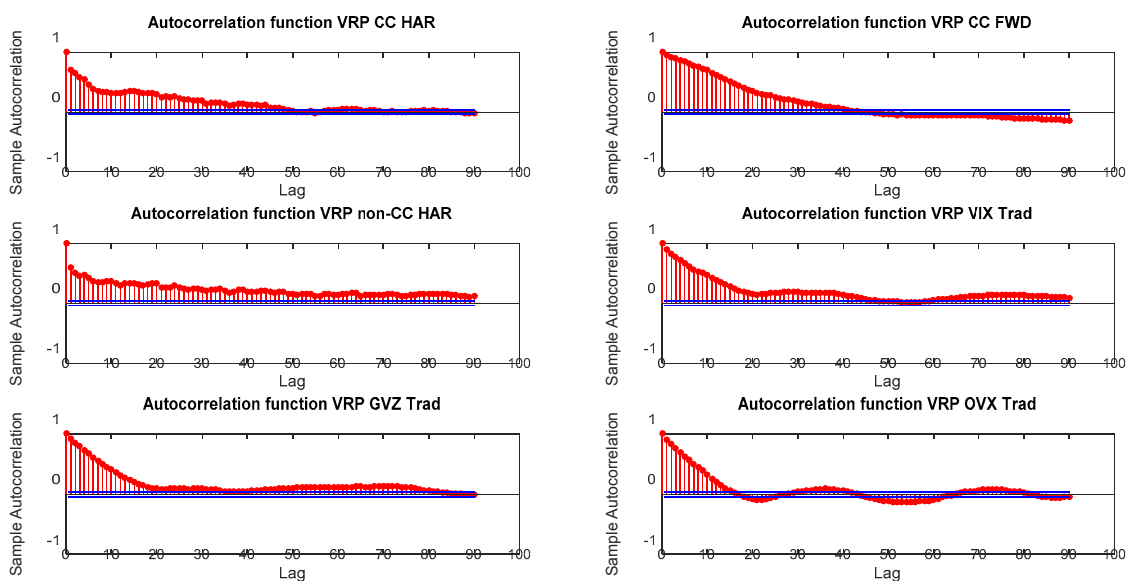 Autocorrelation function VRP CC HAR
Sample Autocorrelation
1
0
-1
0 10 20 30 40 50 60 70 80 90 100
Lag
Autocorrelation function VRP CC FWD
Sample Autocorrelation
1
0
-1
0 10 20 30 40 50 60 70 80 90 100
Lag
Autocorrelation function VRP non-CC HAR
Sample Autocorrelation
1
0
-1
0 10 20 30 40 50 60 70 80 90 100
Lag
Autocorrelation function VRP VIX Trad
Sample Autocorrelation
1
0
-1
0 10 20 30 40 50 60 70 80 90 100
Lag
Autocorrelation function VRP GVZ Trad
Sample Autocorrelation
1
0
-1
0 10 20 30 40 50 60 70 80 90 100
Lag
Autocorrelation function VRP OVX Trad
Sample Autocorrelation
1
0
-1
0 10 20 30 40 50 60 70 80 90 100
Lag